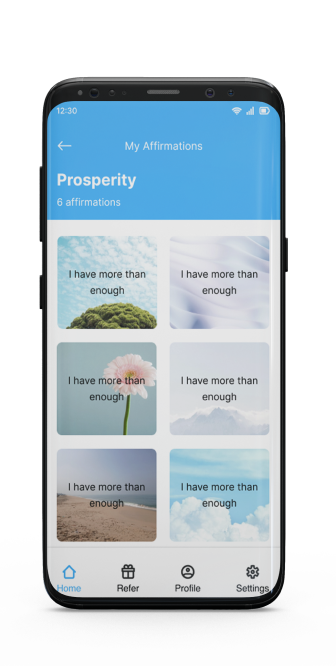 12:30
My Affirmations
Prosperity
6 affirmations
I have more than
enough
I have more than
enough
I have more than
enough
I have more than
enough
I have more than
enough
I have more than
enough
Home
Refer
Profile
Settings